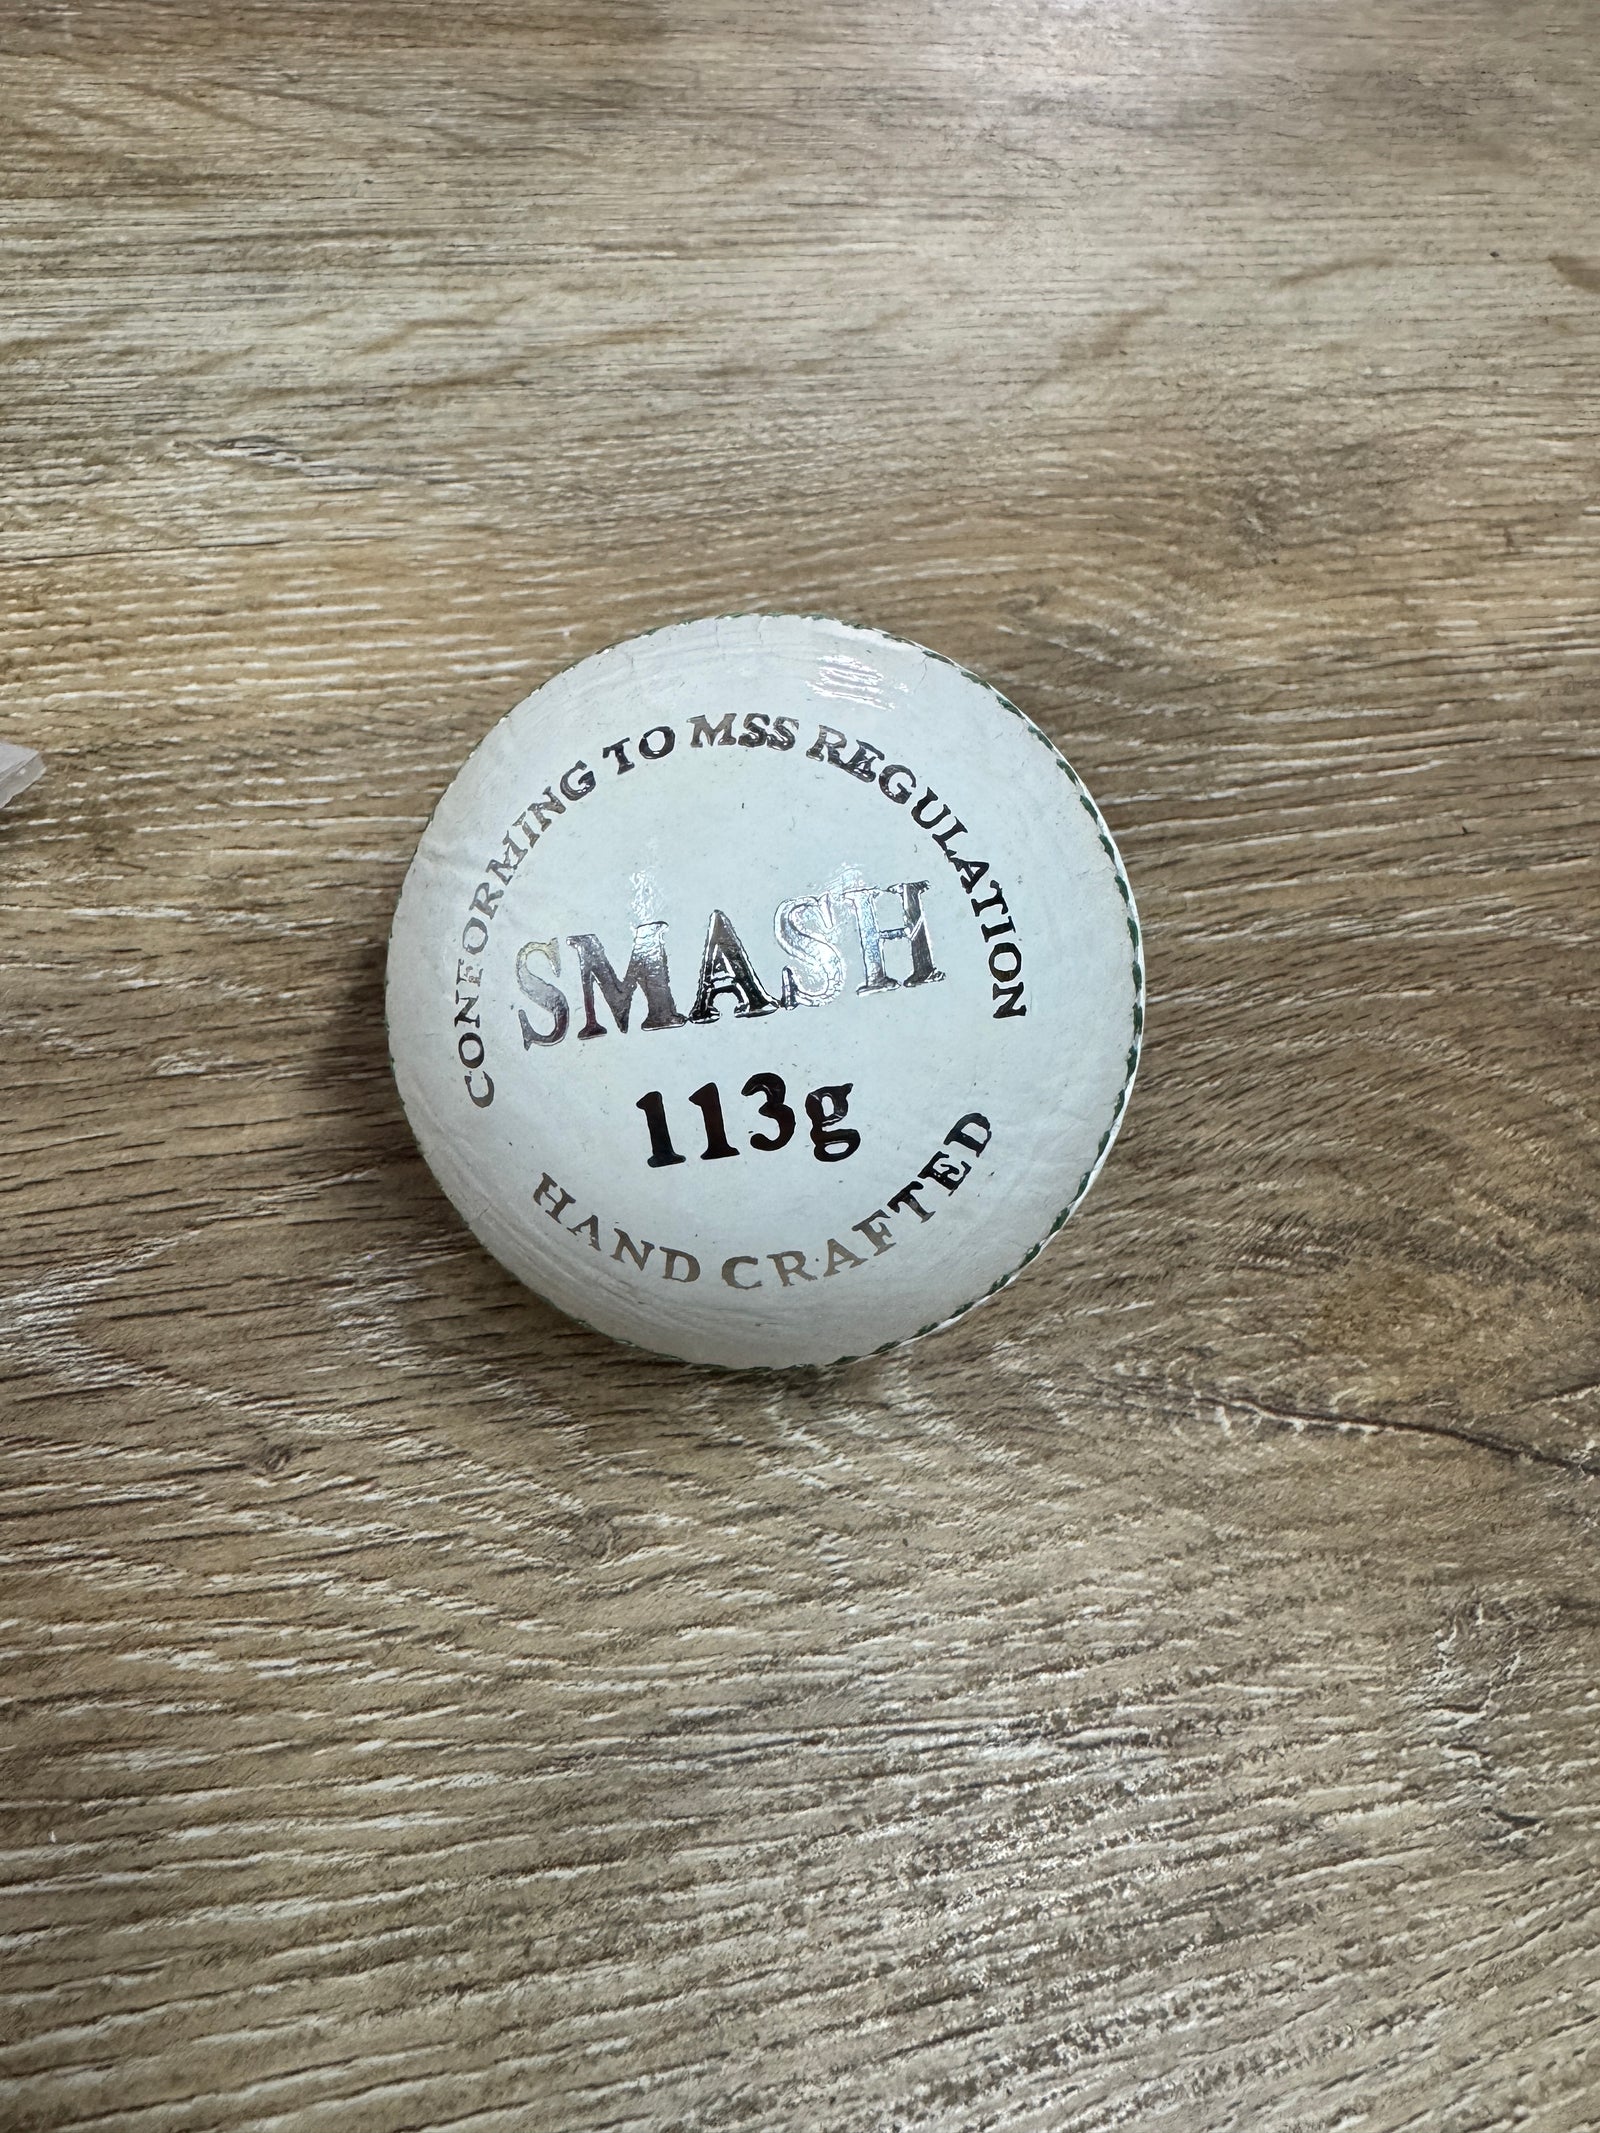 CONFORMING TO MSS REGULATION
SMASH
113g
HAND CRAFTED